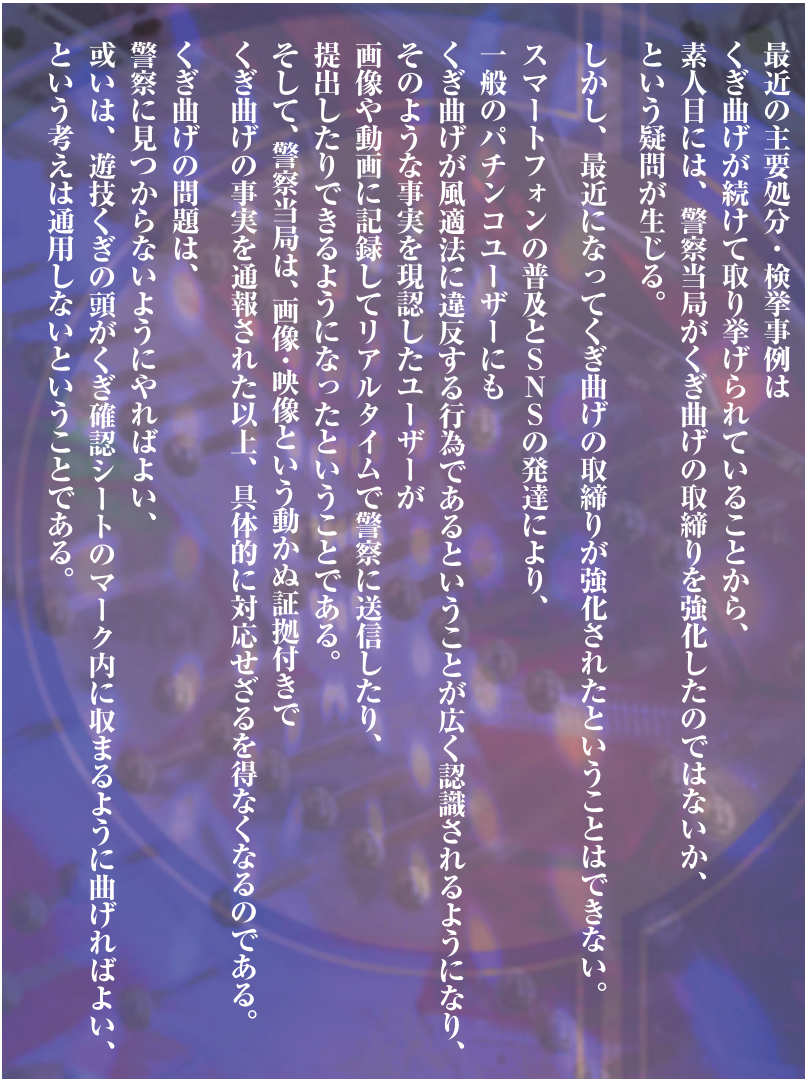 最近の主要処分・検挙事例は
くぎ曲げが続けて取り挙げられていることから、
素人目には、警察当局がくぎ曲げの取締りを強化したのではないか、
という疑問が生じる。
しかし、最近になってくぎ曲げの取締りが強化されたということはできない。
スマートフォンの普及とSNSの発達により、
一般のパチンコユーザーにも
くぎ曲げが風適法に違反する行為であるということが広く認識されるようになり、
そのような事実を現認したユーザーが
画像や動画に記録してリアルタイムで警察に送信したり、
提出したりできるようになったということである。
そして、警察当局は、画像・映像という動かぬ証拠付きで
くぎ曲げの事実を通報された以上、具体的に対応せざるを得なくなるのである。
くぎ曲げの問題は、
警察に見つからないようにやればよい、
或いは、遊技くぎの頭がくぎ確認シートのマーク内に収まるように曲げればよい、
という考えは通用しないということである。